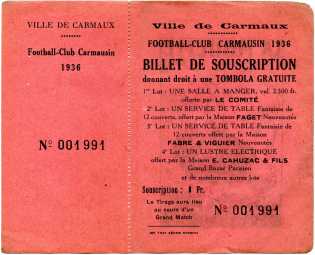 VILLE DE CARMAUX
Football-Club Carmausin
1936
Nº 001991
Ville de Carmaux
FOOTBALL-CLUB CARMAUSIN 1936
BILLET DE SOUSCRIPTION
donnant droit à une TOMBOLA GRATUITE
1er Lot : UNE SALLE A MANGER, val. 2.500 fr.
offerte par LE COMITÉ
2e Lot : UN SERVICE DE TABLE Fantaisie de
12 couverts, offert par la Maison FAGET Nouveautés
3e Lot : UN SERVICE DE TABLE Fantaisie de
12 couverts offert par la Maison
FABRE & VIGUIER Nouveautés
4e Lot : UN LUSTRE ELECTRIQUE
offert par la Maison E. CAHUZAC & FILS
Grand Bazar Parisien
et de nombreux autres lots
Souscription : 1 Fr.
Le Tirage aura lieu
au cours d'un
Grand Match
Nº 001991